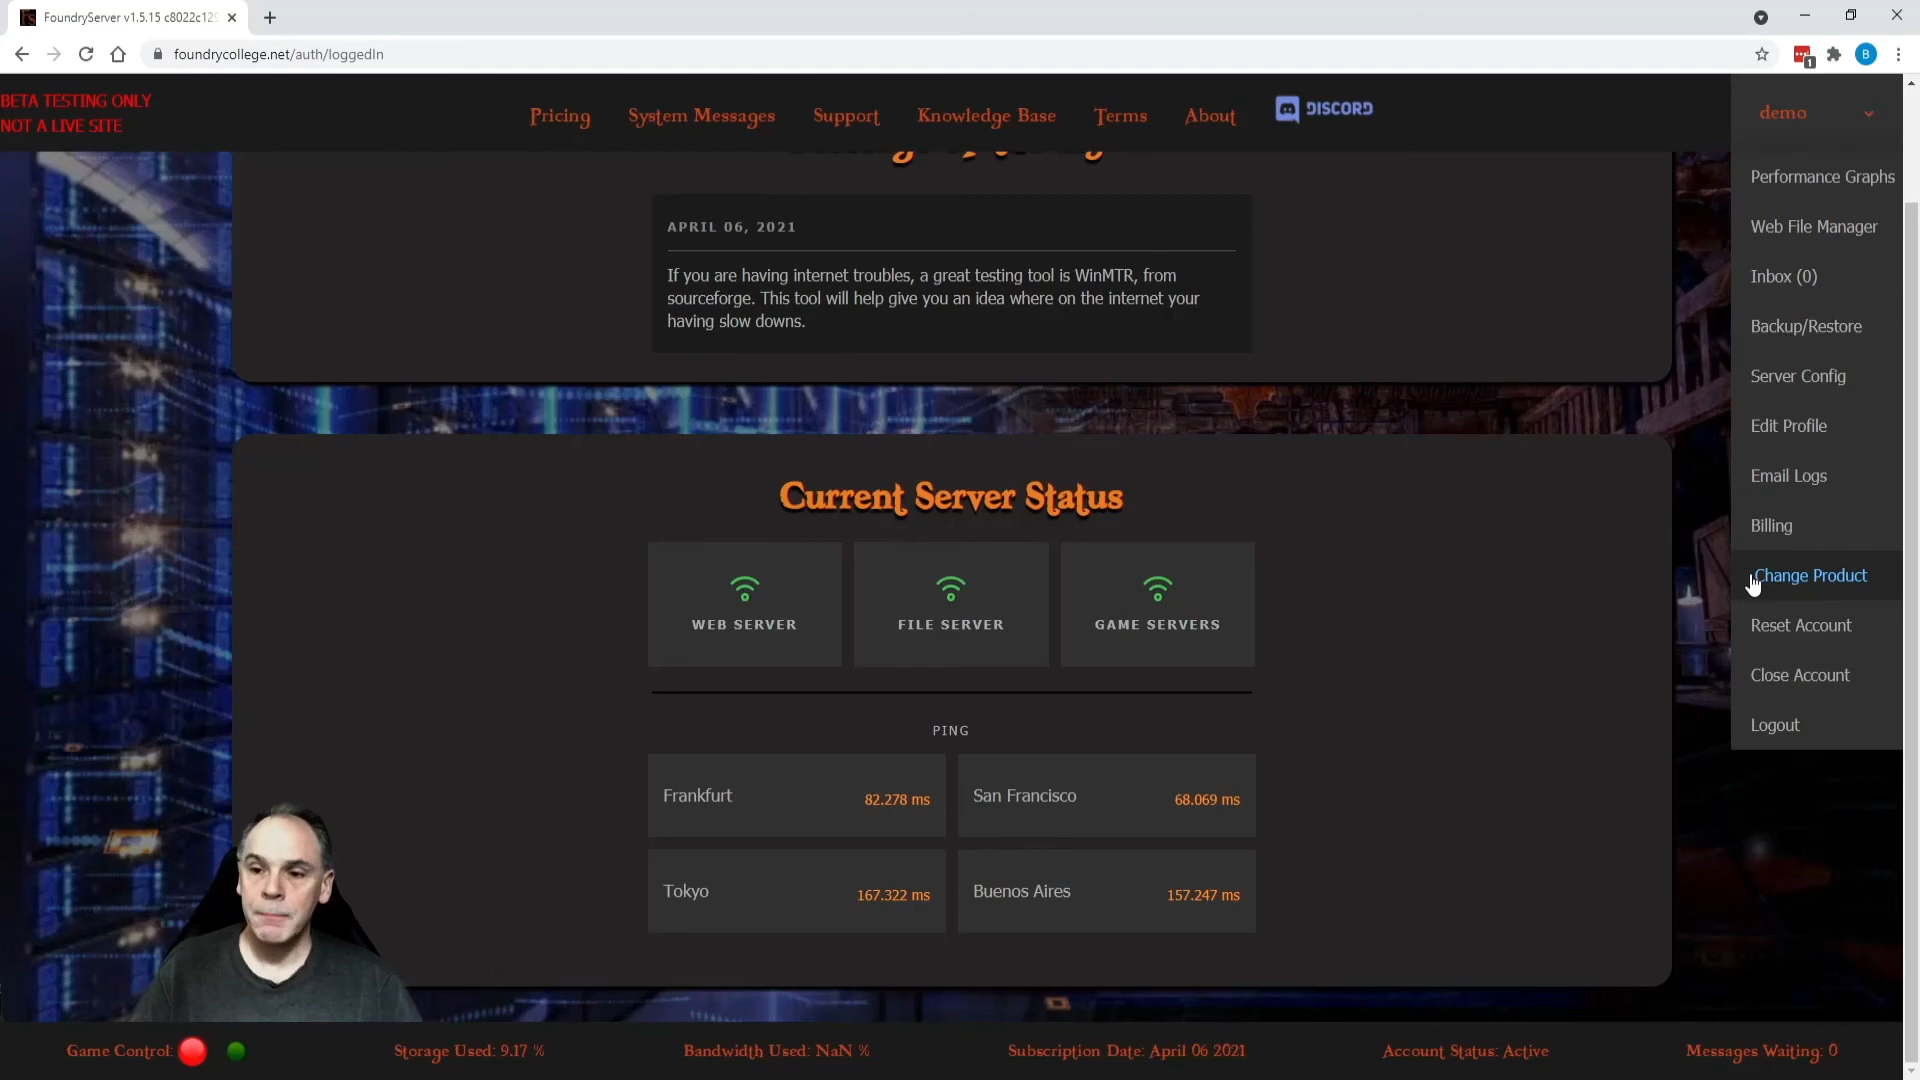 FoundryServer v1.5.15 c8022c129
foundrycollege.net/auth/loggedIn
1
B
BETA TESTING ONLY
NOT A LIVE SITE
Pricing
System Messages
Support
Knowledge Base
Terms
About
DISCORD
demo
Performance Graphs
Web File Manager
Inbox (0)
Backup/Restore
Server Config
Edit Profile
Email Logs
Billing
Change Product
Reset Account
Close Account
Logout
APRIL 06, 2021
If you are having internet troubles, a great testing tool is WinMTR, from
sourceforge. This tool will help give you an idea where on the internet your
having slow downs.
Current Server Status
WEB SERVER
FILE SERVER
GAME SERVERS
PING
Frankfurt 82.278 ms
San Francisco 68.069 ms
Tokyo 167.322 ms
Buenos Aires 157.247 ms
Game Control:
Storage Used: 9.17 %
Bandwidth Used: NaN %
Subscription Date: April 06 2021
Account Status: Active
Messages Waiting: 0